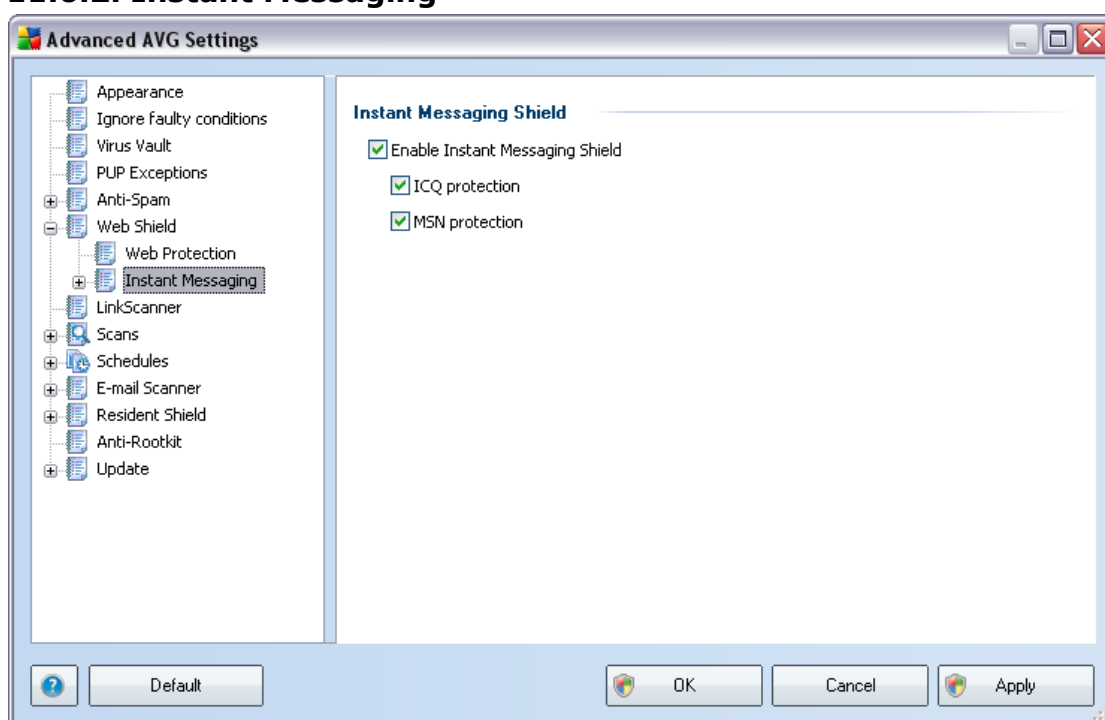 Instant Messaging
Advanced AVG Settings
Appearance
Ignore faulty conditions
Virus Vault
PUP Exceptions
Anti-Spam
Web Shield
Web Protection
Instant Messaging
LinkScanner
Scans
Schedules
E-mail Scanner
Resident Shield
Anti-Rootkit
Update
Instant Messaging Shield
Enable Instant Messaging Shield
ICQ protection
MSN protection
Default
OK
Cancel
Apply